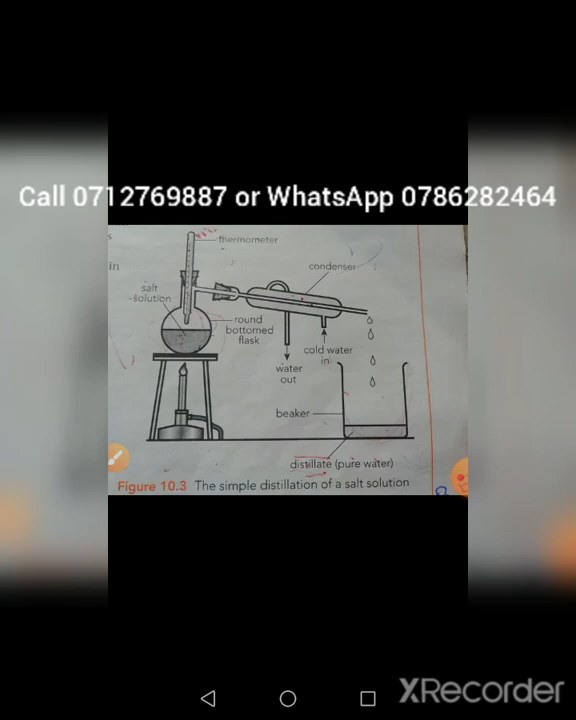 Call 0712769887 or WhatsApp 0786282464
thermometer
condenser
in
salt
solution
round
bottomed
flask
cold water
in
water
out
beaker
distillate (pure water)
Figure 10.3 The simple distillation of a salt solution
XRecorder